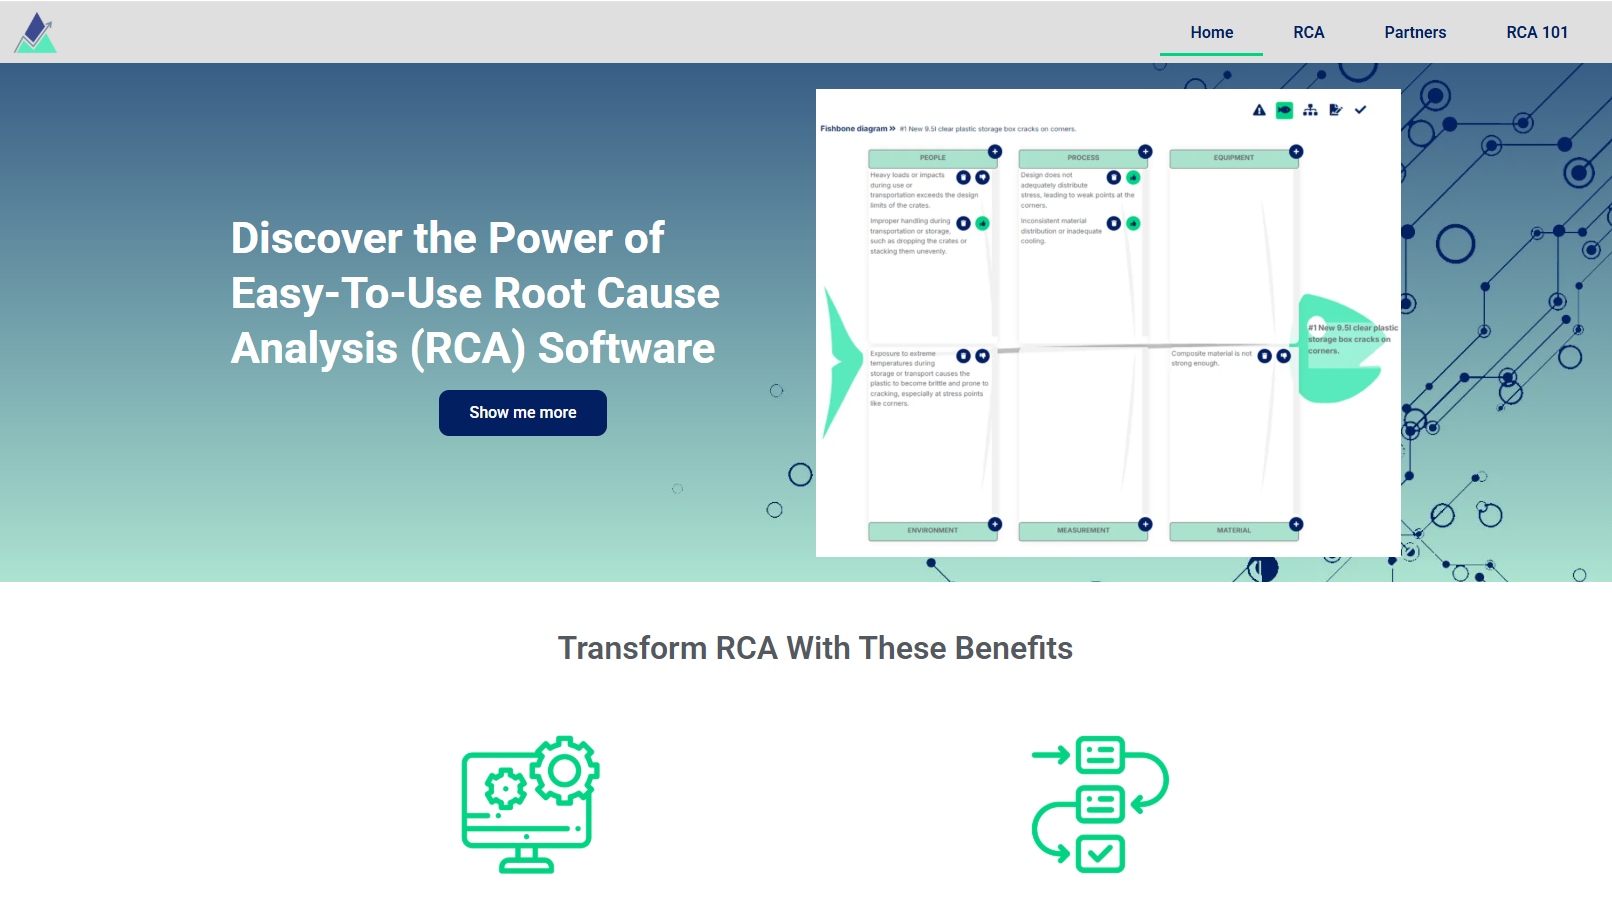 Home
RCA
Partners
RCA 101
Discover the Power of
Easy-To-Use Root Cause
Analysis (RCA) Software
Show me more
Fishbone diagram » #1 New 9.5l clear plastic storage box cracks on corners.
PEOPLE
Heavy loads or impacts
during use or
transportation exceeds the design
limits of the crates.
Improper handling during
transportation or storage,
such as dropping the crates or
stacking them unevenly.
PROCESS
Design does not
adequately distribute
stress, leading to weak points at the
corners.
Inconsistent material
distribution or inadequate
cooling.
EQUIPMENT
#1 New 9.5l clear plastic
storage box cracks on
corners.
Exposure to extreme
temperatures during
storage or transport causes the
plastic to become brittle and prone to
cracking, especially at stress points
like corners.
ENVIRONMENT
MEASUREMENT
Composite material is not
strong enough.
MATERIAL
Transform RCA With These Benefits